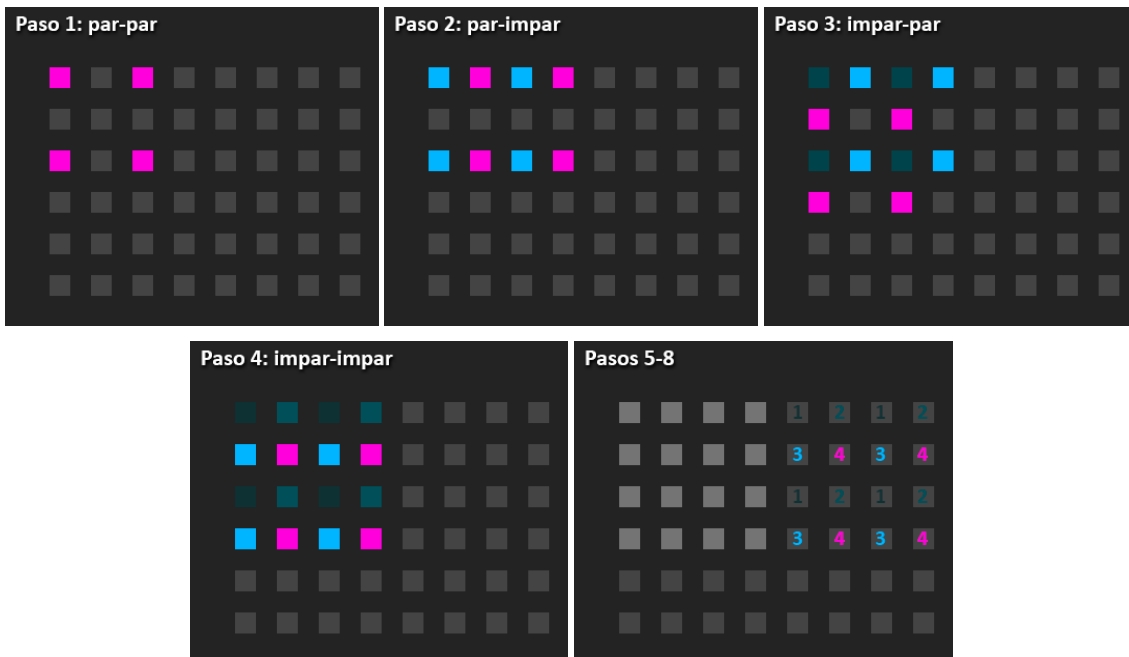 Paso 1: par-par
Paso 2: par-impar
Paso 3: impar-par
Paso 4: impar-impar
Pasos 5-8
1 2 1 2
3 4 3 4
1 2 1 2
3 4 3 4